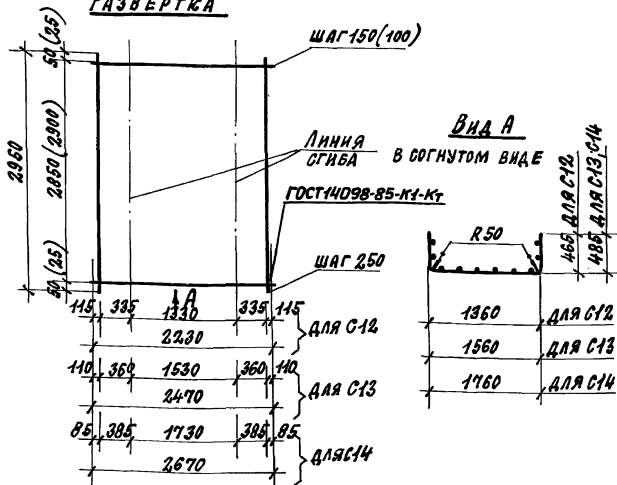 РАЗВЕРТКА
ШАГ 150(100)
50 (25)
2850 (2900)
2950
50 (25)
ЛИНИЯ
СГИБА
ГОСТ 14098-85-К1-Кт
ШАГ 250
А
115 335 1330 335 115
2230
ДЛЯ С12
110 360 1530 360 110
2470
ДЛЯ С13
85 385 1730 385 85
2670
ДЛЯ С14
ВИД А
В СОГНУТОМ ВИДЕ
R50
465 ДЛЯ С12
485 ДЛЯ С13, С14
1360 ДЛЯ С12
1560 ДЛЯ С13
1760 ДЛЯ С14